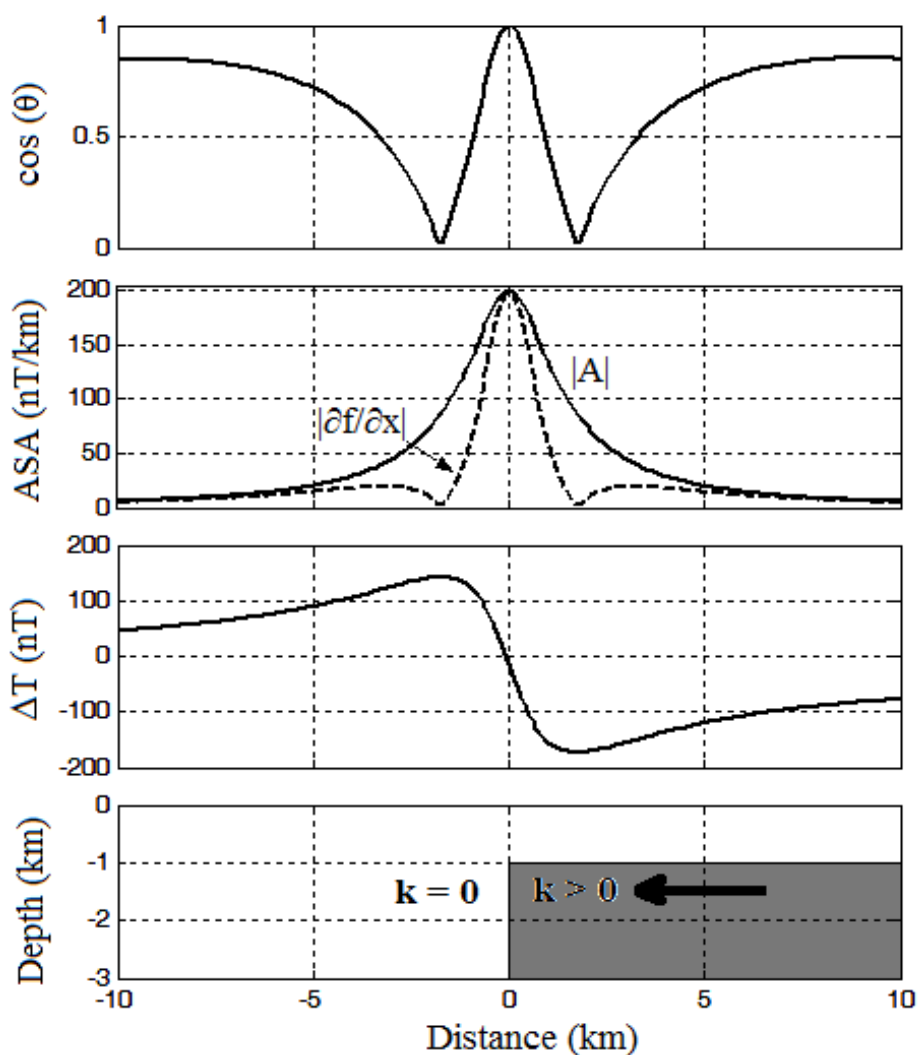 cos (θ)
1
0.5
0
ASA (nT/km)
200
150
100
50
0
|∂f/∂x|
|A|
ΔT (nT)
200
100
0
-100
-200
Depth (km)
0
-1
-2
-3
k = 0
k > 0
-10
-5
0
5
10
Distance (km)